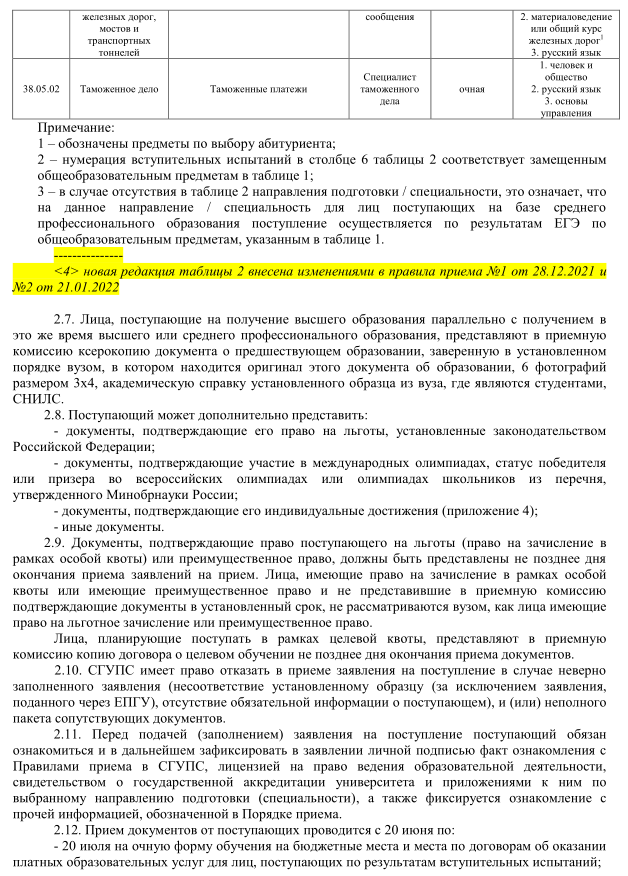 железных дорог,
мостов и
транспортных
тоннелей
сообщения
2. материаловедение
или общий курс
железных дорог1
3. русский язык
38.05.02
Таможенное дело
Таможенные платежи
Специалист
таможенного
дела
очная
1. человек и
общество
2. русский язык
3. основы
управления
Примечание:
1 – обозначены предметы по выбору абитуриента;
2 – нумерация вступительных испытаний в столбце 6 таблицы 2 соответствует замещенным
общеобразовательным предметам в таблице 1;
3 – в случае отсутствия в таблице 2 направления подготовки / специальности, это означает, что
на данное направление / специальность для лиц поступающих на базе среднего
профессионального образования поступление осуществляется по результатам ЕГЭ по
общеобразовательным предметам, указанным в таблице 1.
---------------
<4> новая редакция таблицы 2 внесена изменениями в правила приема №1 от 28.12.2021 и
№2 от 21.01.2022
2.7. Лица, поступающие на получение высшего образования параллельно с получением в
это же время высшего или среднего профессионального образования, представляют в приемную
комиссию ксерокопию документа о предшествующем образовании, заверенную в установленном
порядке вузом, в котором находится оригинал этого документа об образовании, 6 фотографий
размером 3х4, академическую справку установленного образца из вуза, где являются студентами,
СНИЛС.
2.8. Поступающий может дополнительно представить:
- документы, подтверждающие его право на льготы, установленные законодательством
Российской Федерации;
- документы, подтверждающие участие в международных олимпиадах, статус победителя
или призера во всероссийских олимпиадах или олимпиадах школьников из перечня,
утвержденного Минобрнауки России;
- документы, подтверждающие его индивидуальные достижения (приложение 4);
- иные документы.
2.9. Документы, подтверждающие право поступающего на льготы (право на зачисление в
рамках особой квоты) или преимущественное право, должны быть представлены не позднее дня
окончания приема заявлений на прием. Лица, имеющие право на зачисление в рамках особой
квоты или имеющие преимущественное право и не представившие в приемную комиссию
подтверждающие документы в установленный срок, не рассматриваются вузом, как лица имеющие
право на льготное зачисление или преимущественное право.
Лица, планирующие поступать в рамках целевой квоты, представляют в приемную
комиссию копию договора о целевом обучении не позднее дня окончания приема документов.
2.10. СГУПС имеет право отказать в приеме заявления на поступление в случае неверно
заполненного заявления (несоответствие установленному образцу (за исключением заявления,
поданного через ЕПГУ), отсутствие обязательной информации о поступающем), и (или) неполного
пакета сопутствующих документов.
2.11. Перед подачей (заполнением) заявления на поступление поступающий обязан
ознакомиться и в дальнейшем зафиксировать в заявлении личной подписью факт ознакомления с
Правилами приема в СГУПС, лицензией на право ведения образовательной деятельности,
свидетельством о государственной аккредитации университета и приложениями к ним по
выбранному направлению подготовки (специальности), а также фиксируется ознакомление с
прочей информацией, обозначенной в Порядке приема.
2.12. Прием документов от поступающих проводится с 20 июня по:
- 20 июля на очную форму обучения на бюджетные места и места по договорам об оказании
платных образовательных услуг для лиц, поступающих по результатам вступительных испытаний;